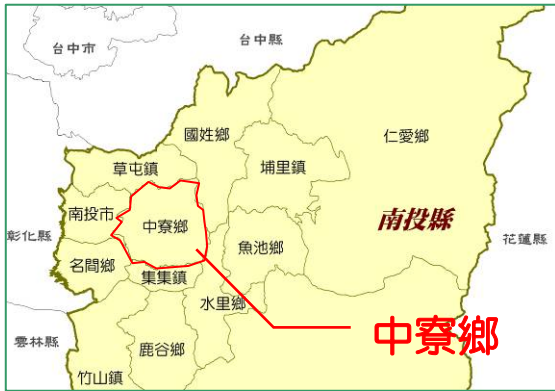 台中市
台中縣
國姓鄉
仁愛鄉
草屯鎮
埔里鎮
南投市
中寮鄉
南投縣
彰化縣
魚池鄉
花蓮縣
名間鄉
集集鎮
水里鄉
中寮鄉
雲林縣
鹿谷鄉
竹山鎮